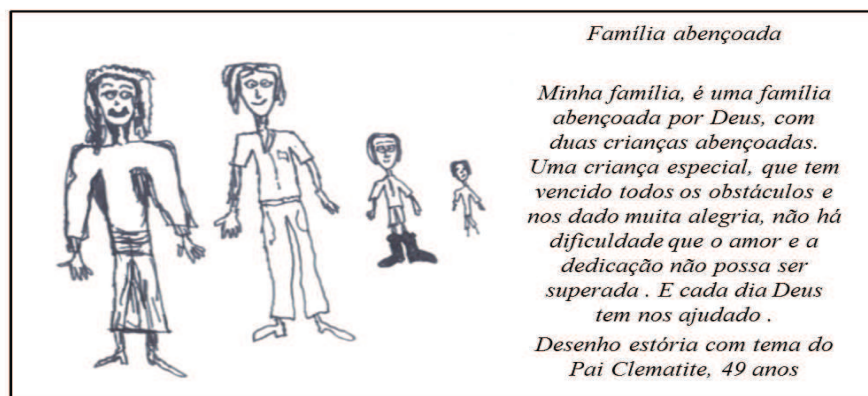 Família abençoada
Minha família, é uma família
abençoada por Deus, com
duas crianças abençoadas.
Uma criança especial, que tem
vencido todos os obstáculos e
nos dado muita alegria, não há
dificuldade que o amor e a
dedicação não possa ser
superada . E cada dia Deus
tem nos ajudado .
Desenho estória com tema do
Pai Clematite, 49 anos